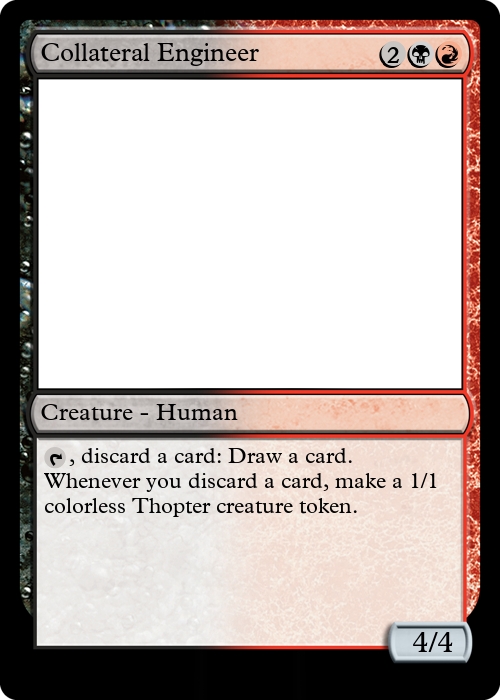 Collateral Engineer 2
Creature - Human
, discard a card: Draw a card.
Whenever you discard a card, make a 1/1
colorless Thopter creature token.
4/4